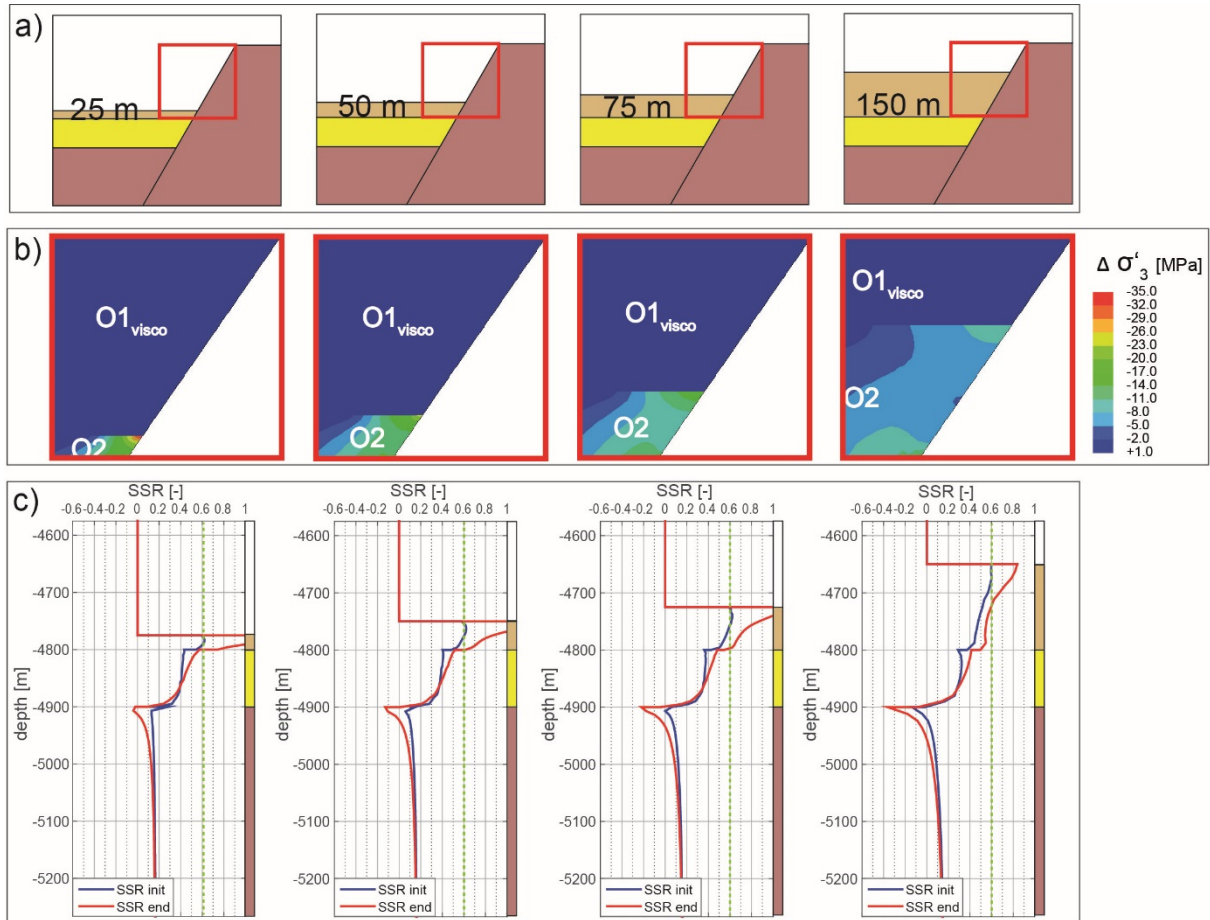 a)
25 m 50 m 75 m 150 m
b)
O1visco O1visco O1visco O1visco
O2 O2 O2 O2
Δ σ'3 [MPa]
-35.0
-32.0
-29.0
-26.0
-23.0
-20.0
-17.0
-14.0
-11.0
-8.0
-5.0
-2.0
+1.0
c)
SSR [-] SSR [-] SSR [-] SSR [-]
-0.6 -0.4 -0.2 0 0.2 0.4 0.6 0.8 1 -0.6 -0.4 -0.2 0 0.2 0.4 0.6 0.8 1 -0.6 -0.4 -0.2 0 0.2 0.4 0.6 0.8 1 -0.6 -0.4 -0.2 0 0.2 0.4 0.6 0.8 1
-4600 -4600 -4600 -4600
-4700 -4700 -4700 -4700
-4800 -4800 -4800 -4800
depth [m] depth [m] depth [m] depth [m]
-4900 -4900 -4900 -4900
-5000 -5000 -5000 -5000
-5100 -5100 -5100 -5100
-5200 -5200 -5200 -5200
SSR init SSR init SSR init SSR init
SSR end SSR end SSR end SSR end